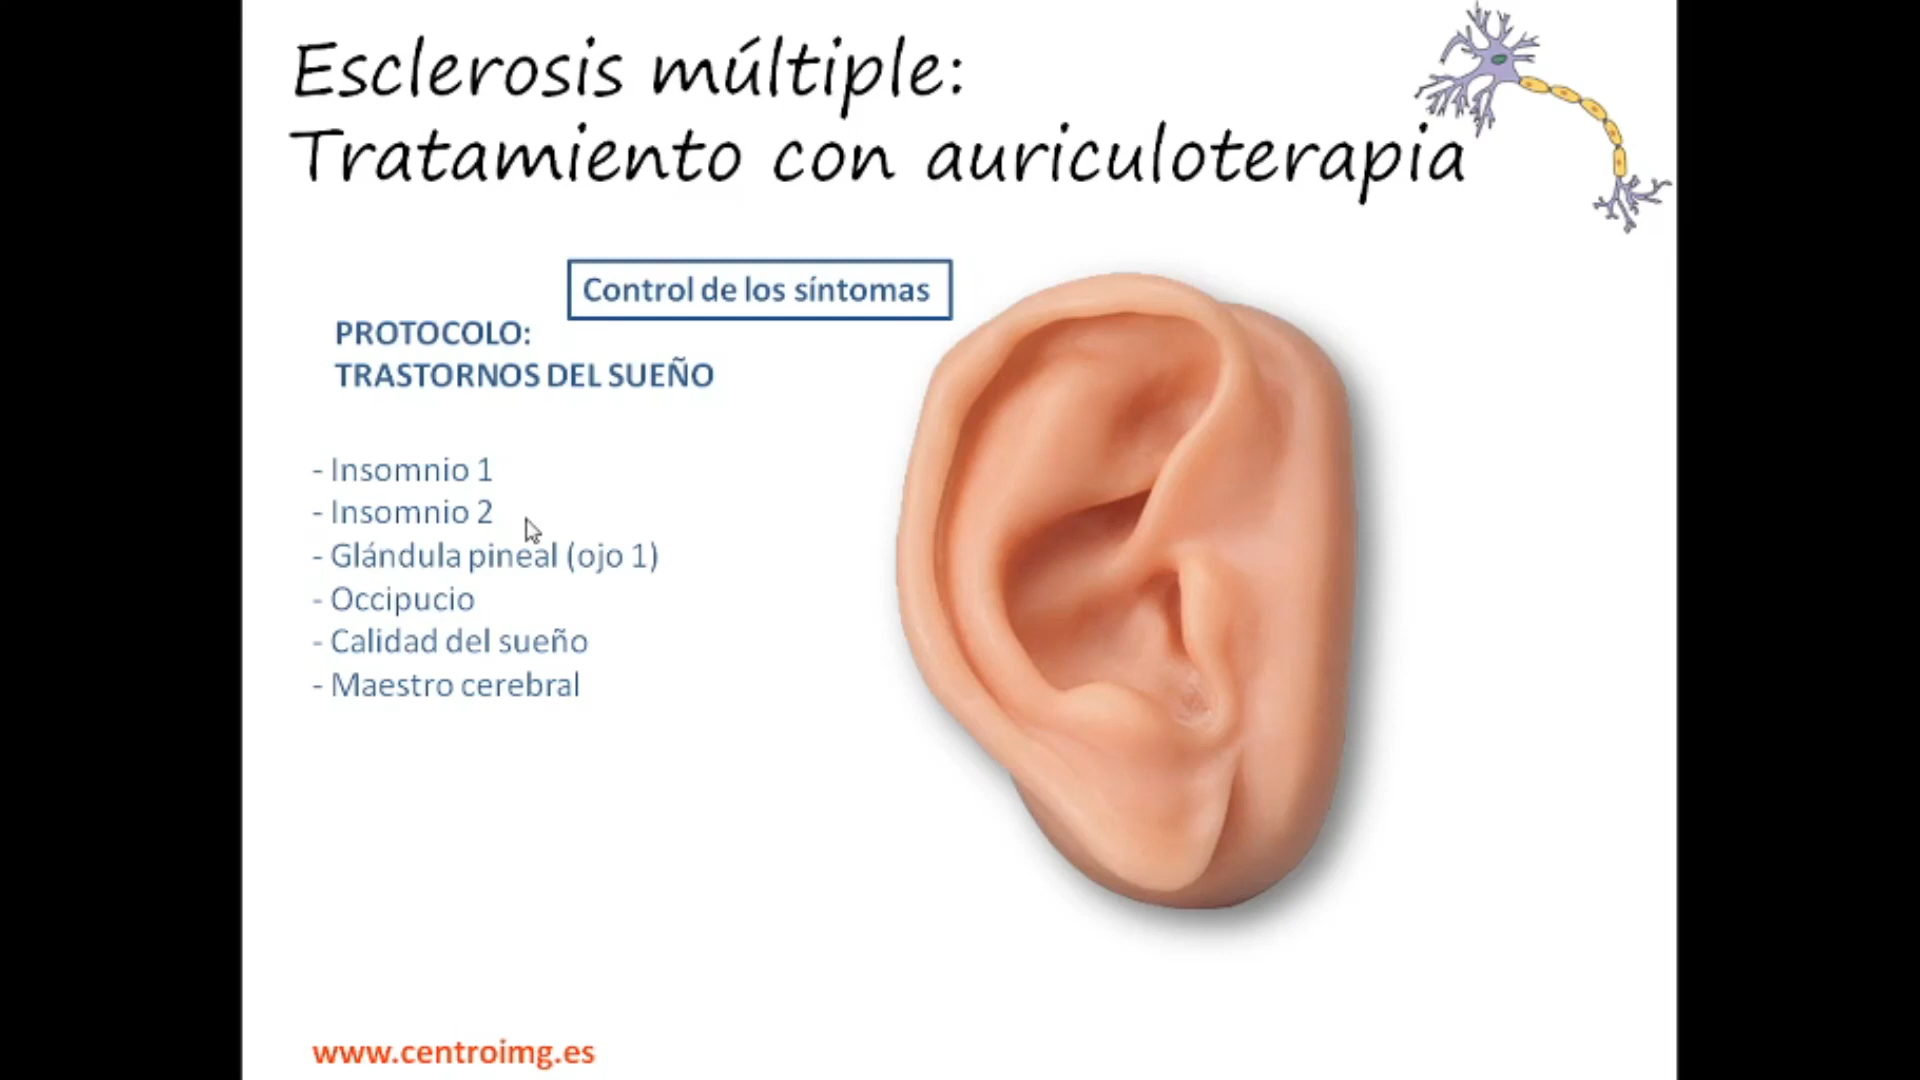 Esclerosis múltiple:
Tratamiento con auriculoterapia
Control de los síntomas
PROTOCOLO:
TRASTORNOS DEL SUEÑO
- Insomnio 1
- Insomnio 2
- Glándula pineal (ojo 1)
- Occipucio
- Calidad del sueño
- Maestro cerebral
www.centroimg.es